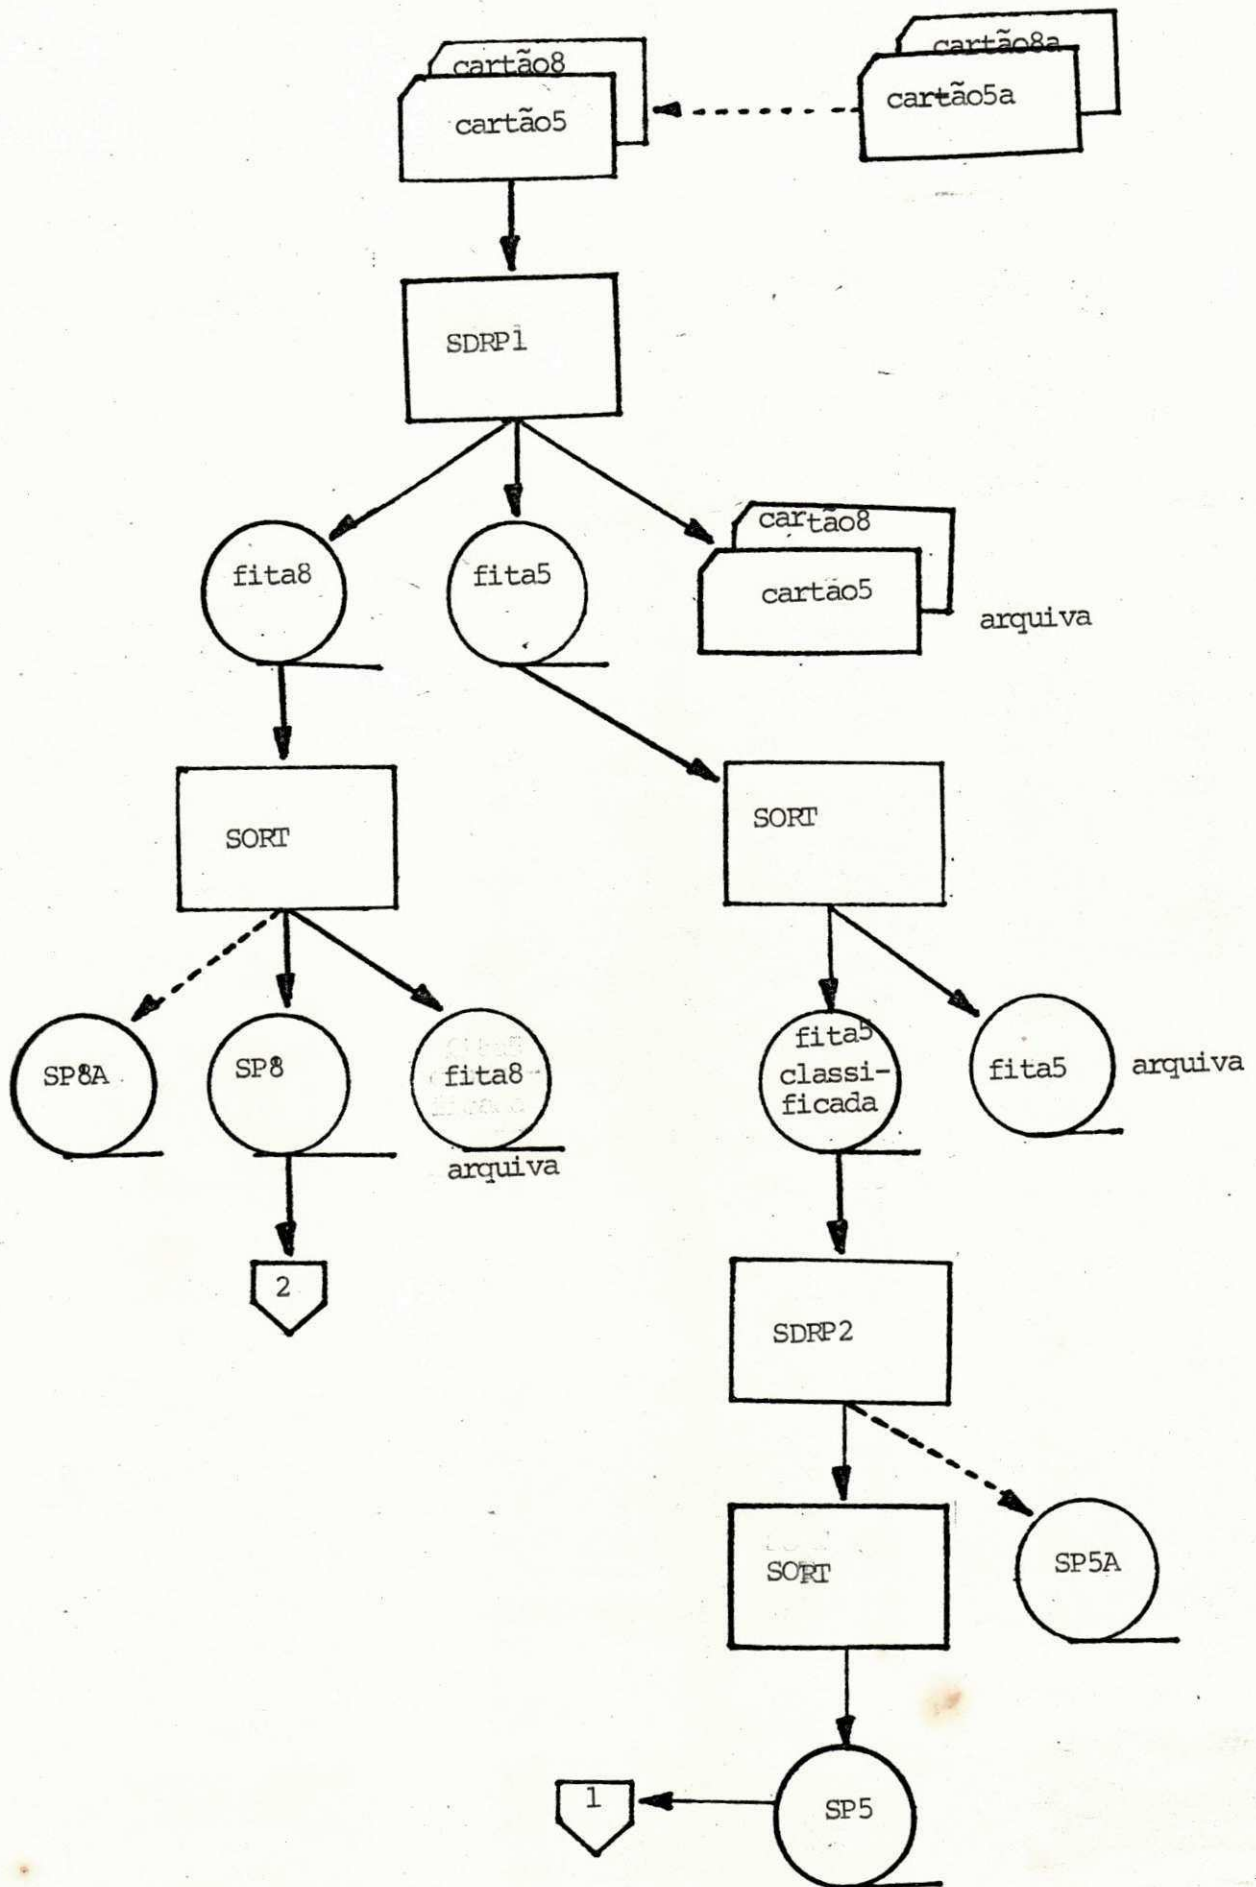 cartão8
cartão5
cartão8a
cartão5a
SDRP1
fita8
fita5
cartão8
cartão5
arquiva
SORT
SORT
SP8A
SP8
fita8
arquiva
fita5
classi-
ficada
fita5
arquiva
2
SDRP2
SORT
SP5A
1
SP5